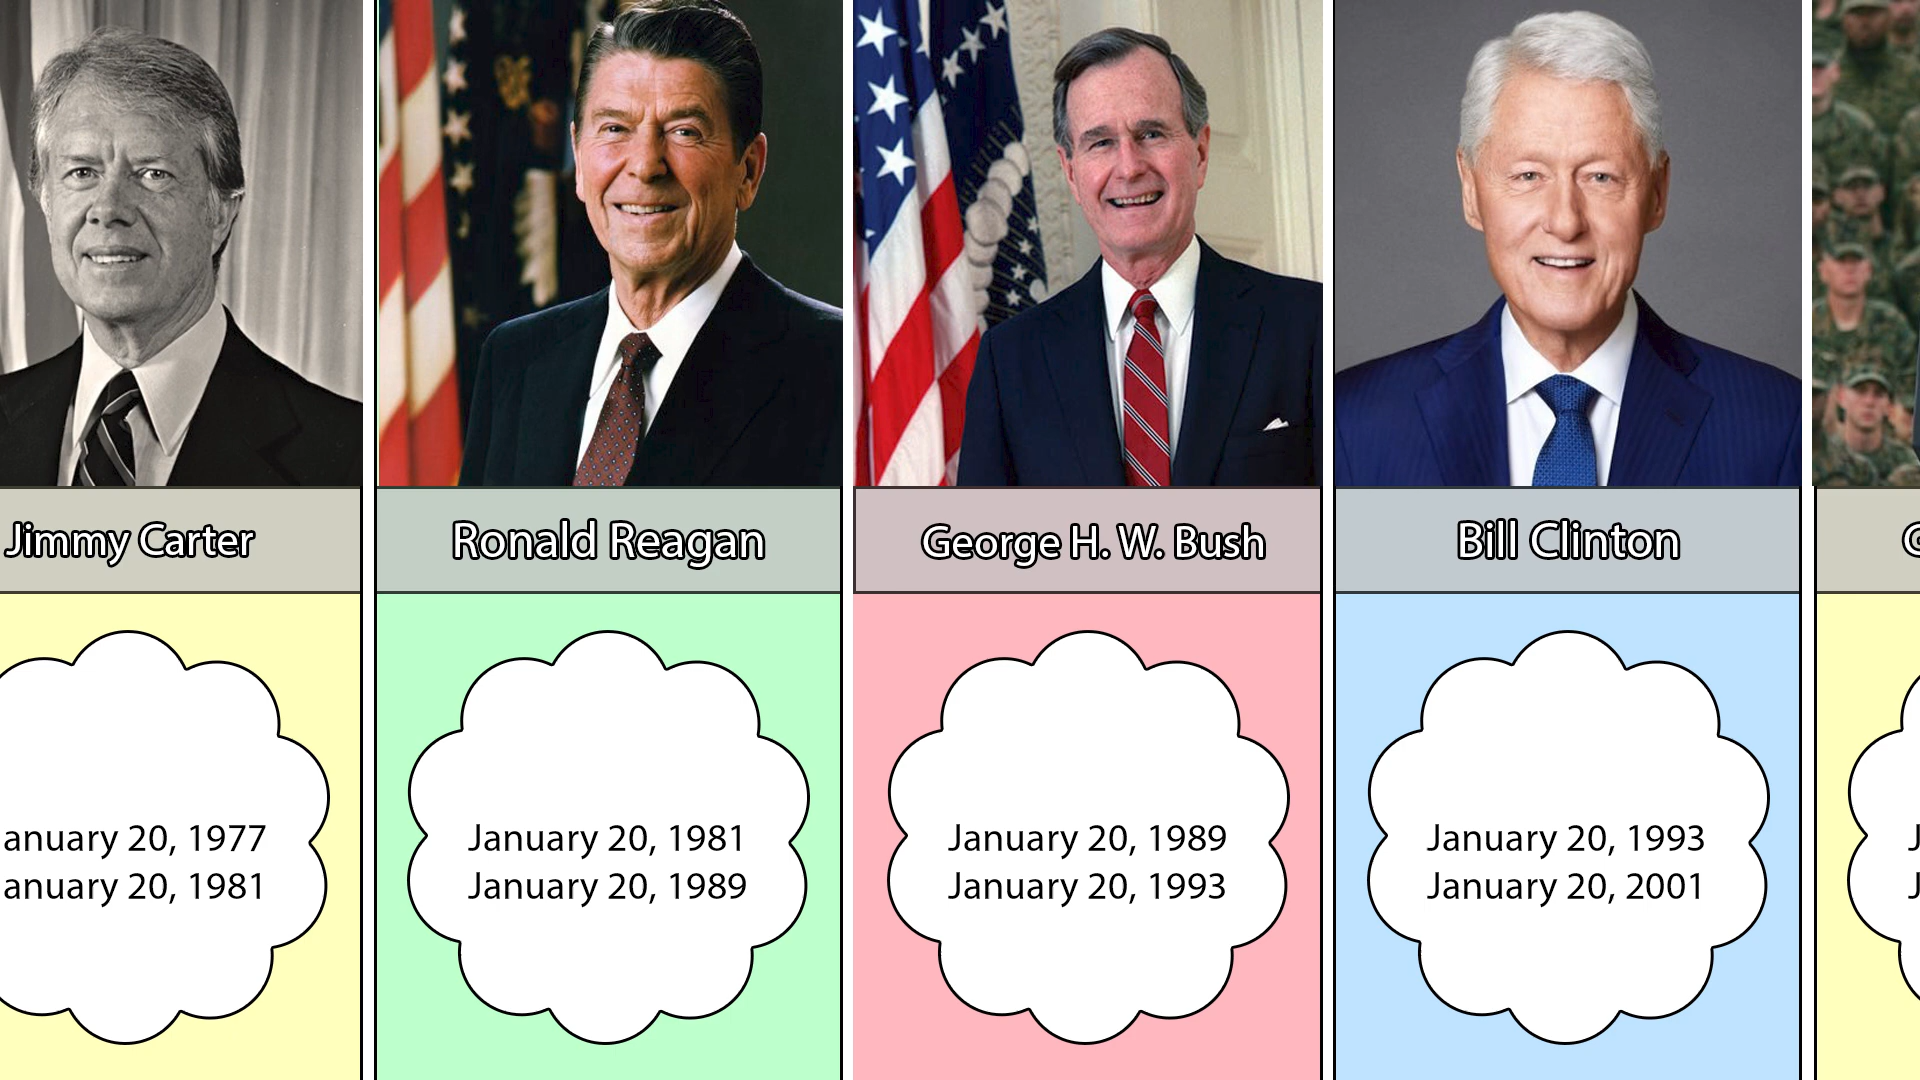 Jimmy Carter
Ronald Reagan
George H. W. Bush
Bill Clinton
G
anuary 20, 1977
anuary 20, 1981
January 20, 1981
January 20, 1989
January 20, 1989
January 20, 1993
January 20, 1993
January 20, 2001
J
J